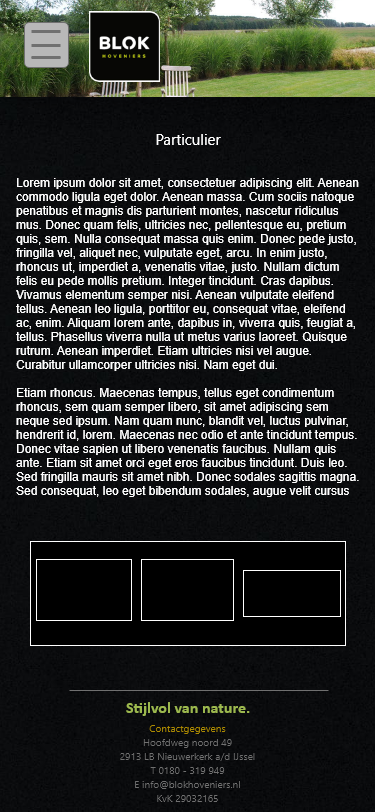 BLOK
HOVENIERS
Particulier
Lorem ipsum dolor sit amet, consectetuer adipiscing elit. Aenean
commodo ligula eget dolor. Aenean massa. Cum sociis natoque
penatibus et magnis dis parturient montes, nascetur ridiculus
mus. Donec quam felis, ultricies nec, pellentesque eu, pretium
quis, sem. Nulla consequat massa quis enim. Donec pede justo,
fringilla vel, aliquet nec, vulputate eget, arcu. In enim justo,
rhoncus ut, imperdiet a, venenatis vitae, justo. Nullam dictum
felis eu pede mollis pretium. Integer tincidunt. Cras dapibus.
Vivamus elementum semper nisi. Aenean vulputate eleifend
tellus. Aenean leo ligula, porttitor eu, consequat vitae, eleifend
ac, enim. Aliquam lorem ante, dapibus in, viverra quis, feugiat a,
tellus. Phasellus viverra nulla ut metus varius laoreet. Quisque
rutrum. Aenean imperdiet. Etiam ultricies nisi vel augue.
Curabitur ullamcorper ultricies nisi. Nam eget dui.
Etiam rhoncus. Maecenas tempus, tellus eget condimentum
rhoncus, sem quam semper libero, sit amet adipiscing sem
neque sed ipsum. Nam quam nunc, blandit vel, luctus pulvinar,
hendrerit id, lorem. Maecenas nec odio et ante tincidunt tempus.
Donec vitae sapien ut libero venenatis faucibus. Nullam quis
ante. Etiam sit amet orci eget eros faucibus tincidunt. Duis leo.
Sed fringilla mauris sit amet nibh. Donec sodales sagittis magna.
Sed consequat, leo eget bibendum sodales, augue velit cursus
Stijlvol van nature.
Contactgegevens
Hoofdweg noord 49
2913 LB Nieuwerkerk a/d IJssel
T 0180 - 319 949
E info@blokhoveniers.nl
KvK 29032165